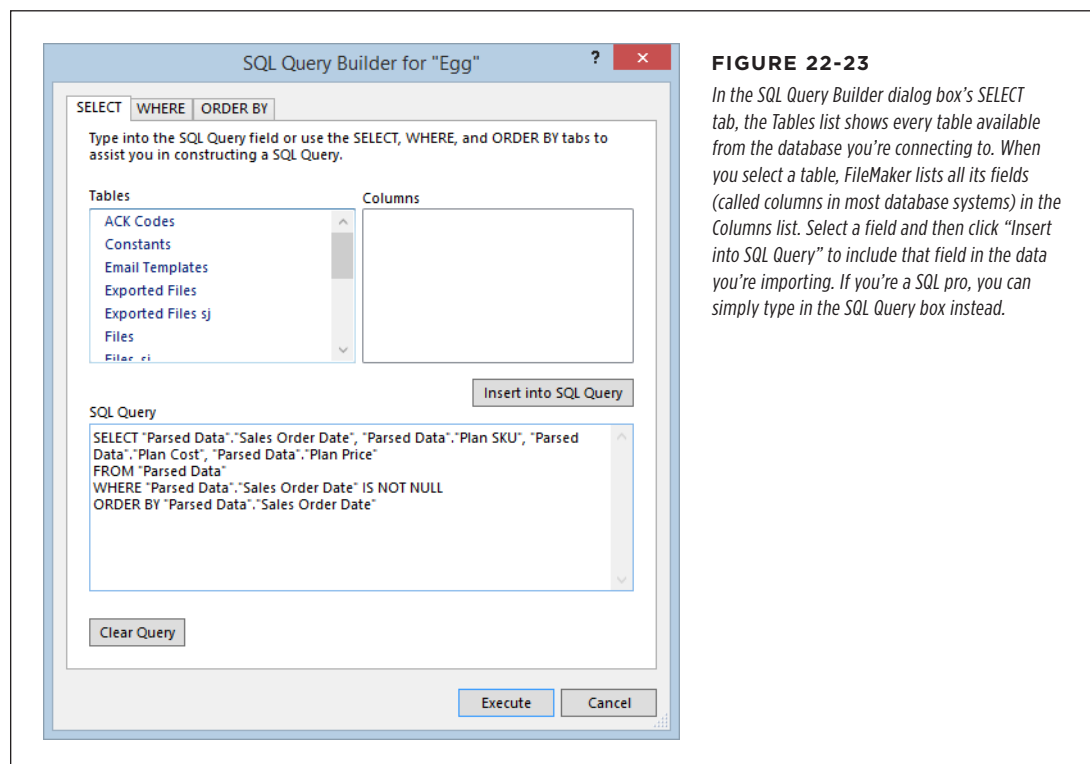 SQL Query Builder for "Egg"
?
SELECT WHERE ORDER BY
Type into the SQL Query field or use the SELECT, WHERE, and ORDER BY tabs to
assist you in constructing a SQL Query.
Tables
ACK Codes
Constants
Email Templates
Exported Files
Exported Files sj
Files
Files sj
Columns
Insert into SQL Query
SQL Query
SELECT "Parsed Data"."Sales Order Date", "Parsed Data"."Plan SKU", "Parsed
Data"."Plan Cost", "Parsed Data"."Plan Price"
FROM "Parsed Data"
WHERE "Parsed Data"."Sales Order Date" IS NOT NULL
ORDER BY "Parsed Data"."Sales Order Date"
Clear Query
Execute Cancel
FIGURE 22-23
In the SQL Query Builder dialog box's SELECT
tab, the Tables list shows every table available
from the database you're connecting to. When
you select a table, FileMaker lists all its fields
(called columns in most database systems) in the
Columns list. Select a field and then click “Insert
into SQL Query” to include that field in the data
you're importing. If you're a SQL pro, you can
simply type in the SQL Query box instead.